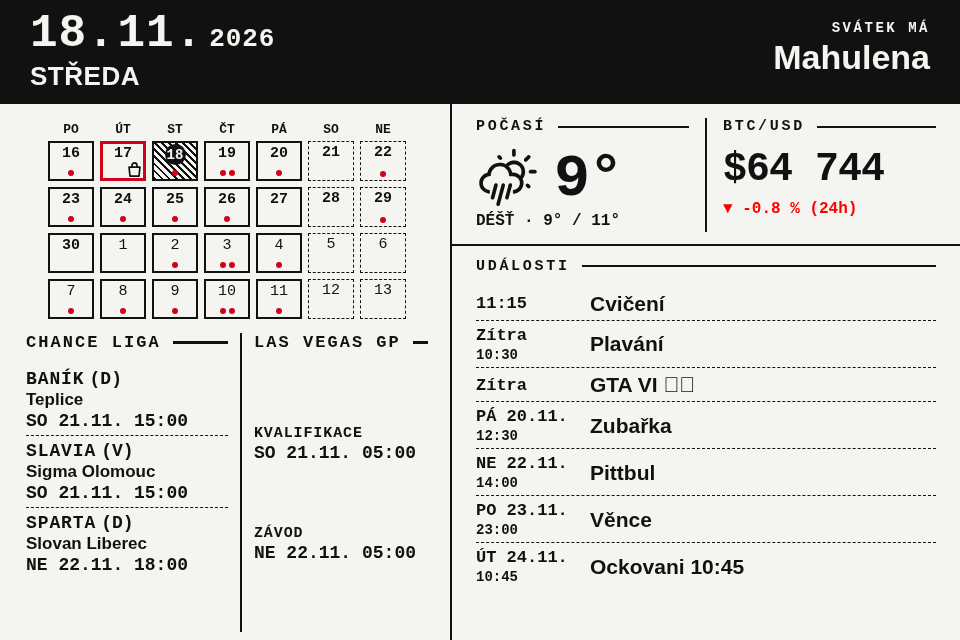 18.11. 2026
STŘEDA
SVÁTEK MÁ
Mahulena
PO ÚT ST ČT PÁ SO NE
16 17 18 19 20 21 22
23 24 25 26 27 28 29
30 1 2 3 4 5 6
7 8 9 10 11 12 13
CHANCE LIGA
BANÍK (D)
Teplice
SO 21.11. 15:00
SLAVIA (V)
Sigma Olomouc
SO 21.11. 15:00
SPARTA (D)
Slovan Liberec
NE 22.11. 18:00
LAS VEGAS GP
KVALIFIKACE
SO 21.11. 05:00
ZÁVOD
NE 22.11. 05:00
POČASÍ
9°
DÉŠŤ · 9° / 11°
BTC/USD
$64 744
▼ -0.8 % (24h)
UDÁLOSTI
11:15 Cvičení
Zítra
10:30
Plavání
Zítra GTA VI
PÁ 20.11.
12:30
Zubařka
NE 22.11.
14:00
Pittbul
PO 23.11.
23:00
Věnce
ÚT 24.11.
10:45
Ockovani 10:45